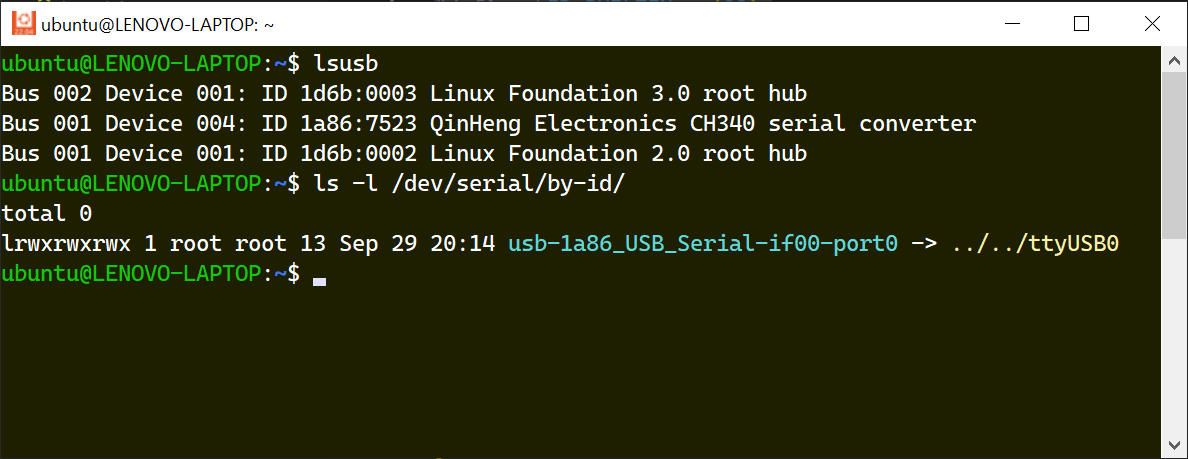 ubuntu@LENOVO-LAPTOP: ~
ubuntu@LENOVO-LAPTOP:~$ lsusb
Bus 002 Device 001: ID 1d6b:0003 Linux Foundation 3.0 root hub
Bus 001 Device 004: ID 1a86:7523 QinHeng Electronics CH340 serial converter
Bus 001 Device 001: ID 1d6b:0002 Linux Foundation 2.0 root hub
ubuntu@LENOVO-LAPTOP:~$ ls -l /dev/serial/by-id/
total 0
lrwxrwxrwx 1 root root 13 Sep 29 20:14 usb-1a86_USB_Serial-if00-port0 -> ../../ttyUSB0
ubuntu@LENOVO-LAPTOP:~$